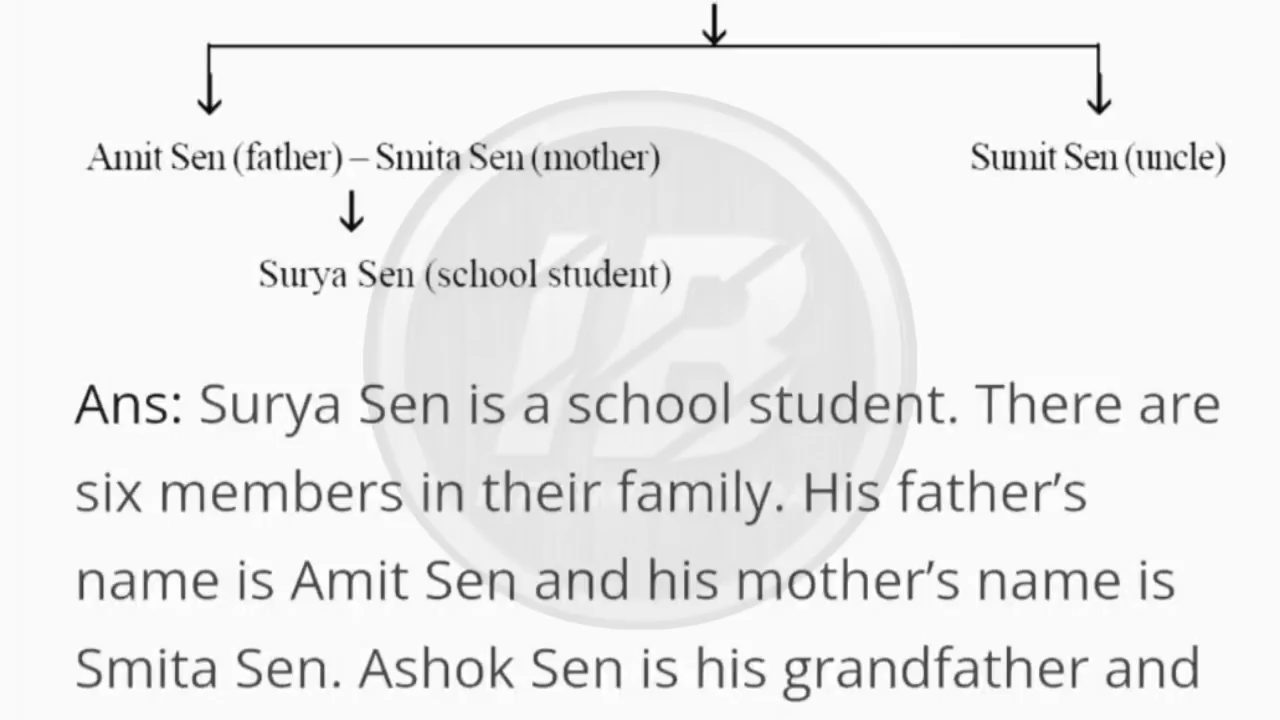 Amit Sen (father) – Smita Sen (mother) Sumit Sen (uncle)
Surya Sen (school student)
Ans: Surya Sen is a school student. There are
six members in their family. His father’s
name is Amit Sen and his mother’s name is
Smita Sen. Ashok Sen is his grandfather and